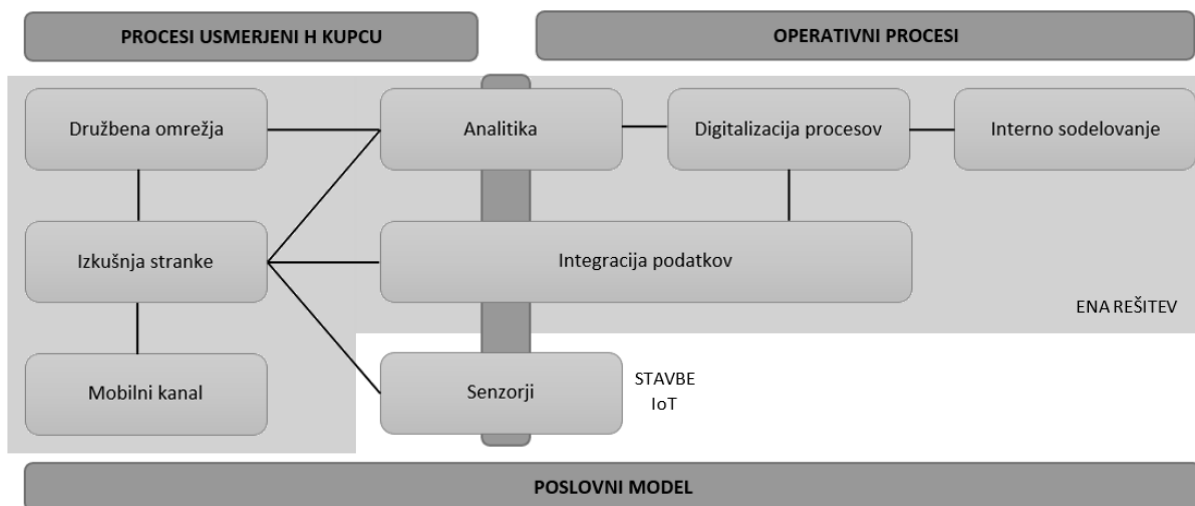 PROCESI USMERJENI H KUPCU
OPERATIVNI PROCESI
Družbena omrežja
Analitika
Digitalizacija procesov
Interno sodelovanje
Izkušnja stranke
Integracija podatkov
ENA REŠITEV
Mobilni kanal
Senzorji
STAVBE
IoT
POSLOVNI MODEL